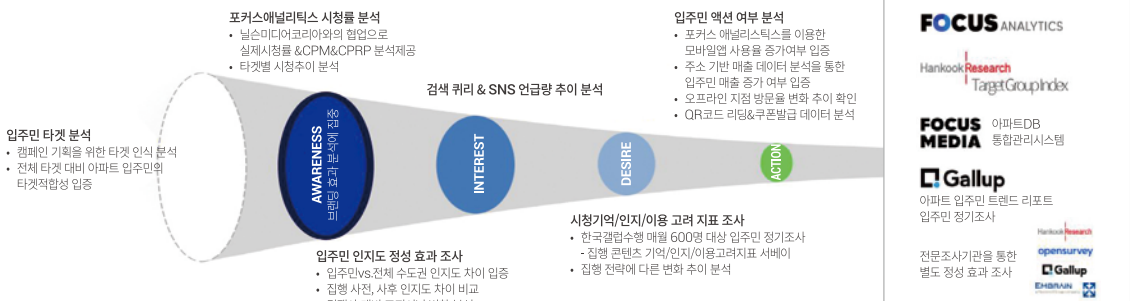 포커스애널리틱스 시청률 분석
• 닐슨미디어코리아와의 협업으로
실제시청률 &CPM&CPRP 분석제공
• 타겟별 시청추이 분석
입주민 액션 여부 분석
• 포커스 애널리스틱스를 이용한
모바일앱 사용율 증가여부 입증
• 주소 기반 매출 데이터 분석을 통한
입주민 매출 증가 여부 입증
• 오프라인 지점 방문율 변화 추이 확인
• QR코드 리딩&쿠폰발급 데이터 분석
검색 쿼리 & SNS 언급량 추이 분석
입주민 타겟 분석
• 캠페인 기획을 위한 타겟 인식 분석
• 전체 타겟 대비 아파트 입주민의
타겟적합성 입증
AWARENESS
브랜딩 효과 분석에 집중
INTEREST
DESIRE
ACTION
입주민 인지도 정성 효과 조사
• 입주민vs.전체 수도권 인지도 차이 입증
• 집행 사전, 사후 인지도 차이 비교
시청기억/인지/이용 고려 지표 조사
• 한국갤럽수행 매월 600명 대상 입주민 정기조사
- 집행 콘텐츠 기억/인지/이용고려지표 서베이
• 집행 전략에 다른 변화 추이 분석
FOCUS ANALYTICS
Hankook Research
TargetGroupIndex
FOCUS MEDIA
아파트DB
통합관리시스템
Gallup
아파트 입주민 트렌드 리포트
입주민 정기조사
전문조사기관을 통한
별도 정성 효과 조사
Hankook Research
opensurvey
Gallup
EMBRAIN